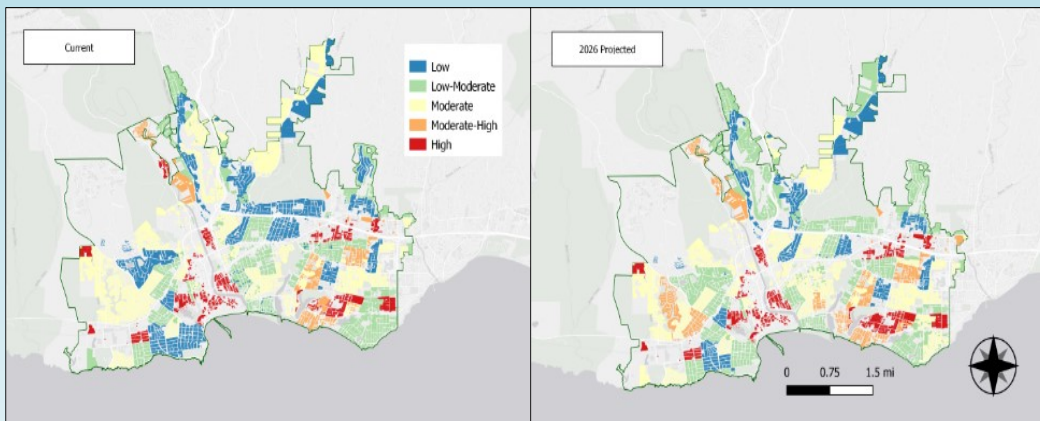 Current
Low
Low-Moderate
Moderate
Moderate-High
High
2026 Projected
0 0.75 1.5 mi